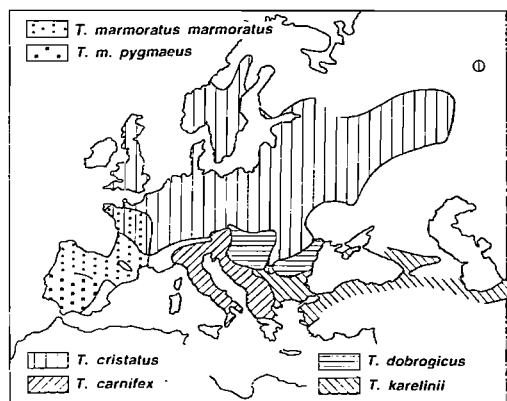 T. marmoratus marmoratus
T. m. pygmaeus
T. cristatus
T. carnifex
T. dobrogicus
T. karelinii